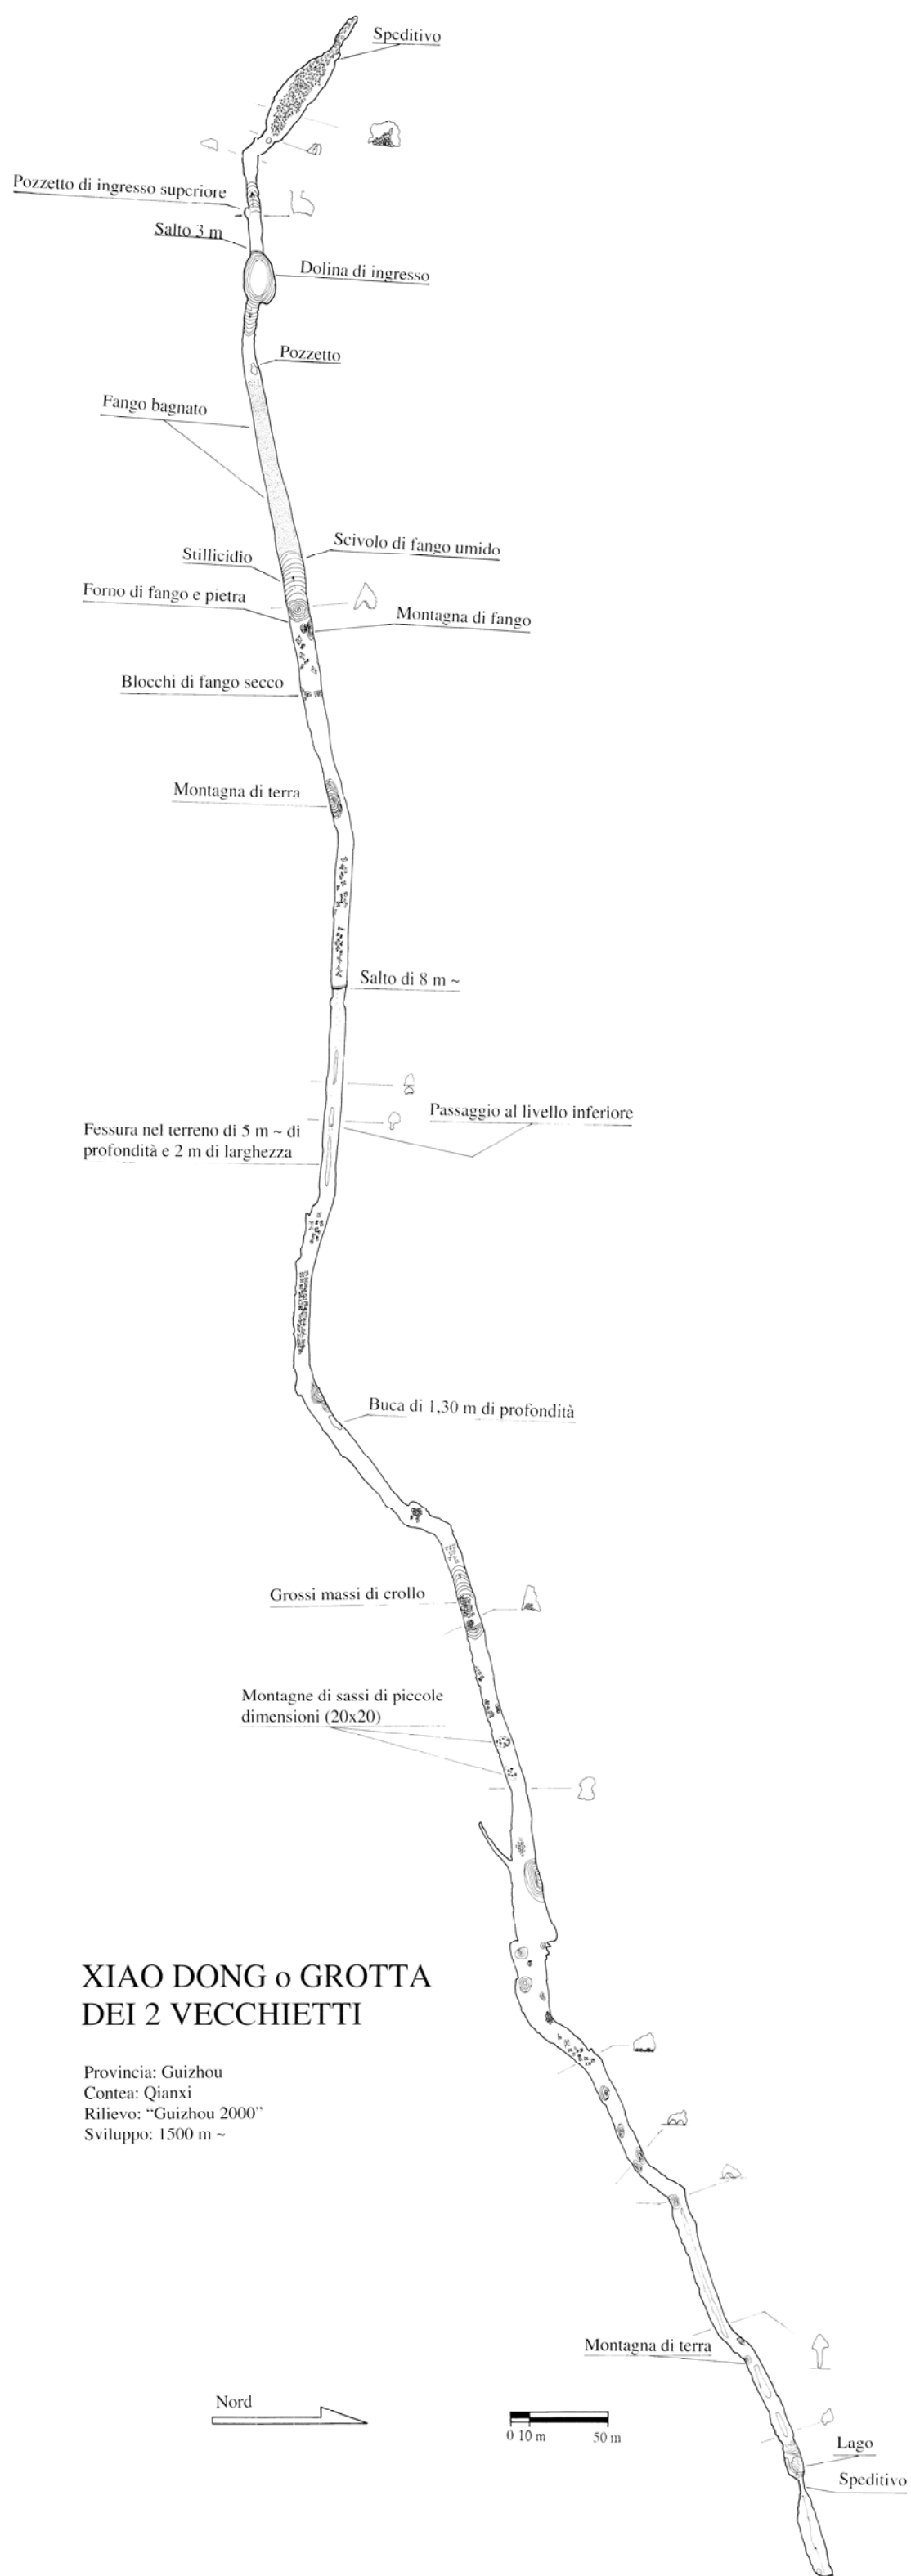 Speditivo
Pozzetto di ingresso superiore
Salto 3 m
Dolina di ingresso
Pozzetto
Fango bagnato
Scivolo di fango umido
Stillicidio
Forno di fango e pietra
Montagna di fango
Blocchi di fango secco
Montagna di terra
Salto di 8 m ~
Passaggio al livello inferiore
Fessura nel terreno di 5 m ~ di
profondità e 2 m di larghezza
Buca di 1,30 m di profondità
Grossi massi di crollo
Montagne di sassi di piccole
dimensioni (20x20)
XIAO DONG o GROTTA
DEI 2 VECCHIETTI
Provincia: Guizhou
Contea: Qianxi
Rilievo: “Guizhou 2000”
Sviluppo: 1500 m ~
Montagna di terra
Nord
0 10 m 50 m
Lago
Speditivo